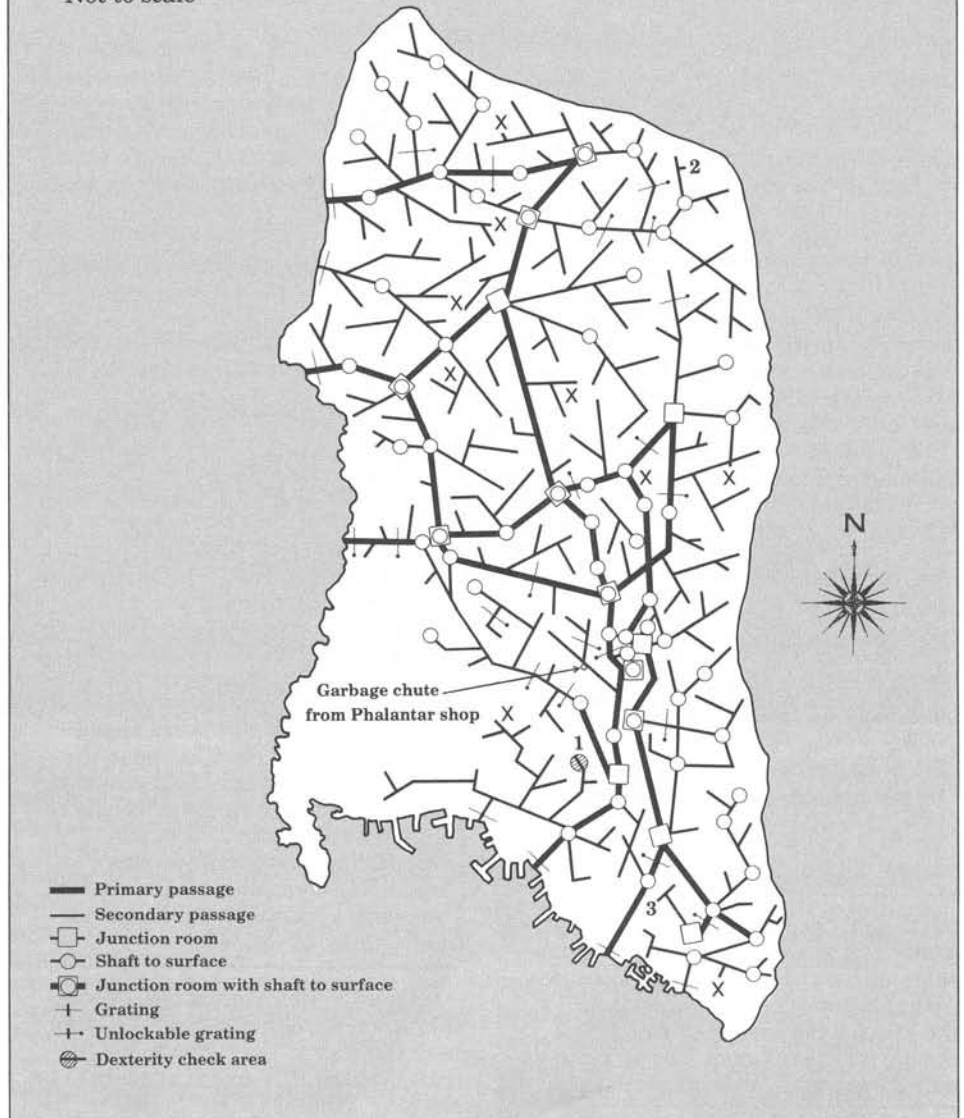 Not to scale
X
2
X
X
X
X
X
X
N
Garbage chute
from Phalantar shop
X
1
3
X
Primary passage
Secondary passage
Junction room
Shaft to surface
Junction room with shaft to surface
Grating
Unlockable grating
Dexterity check area